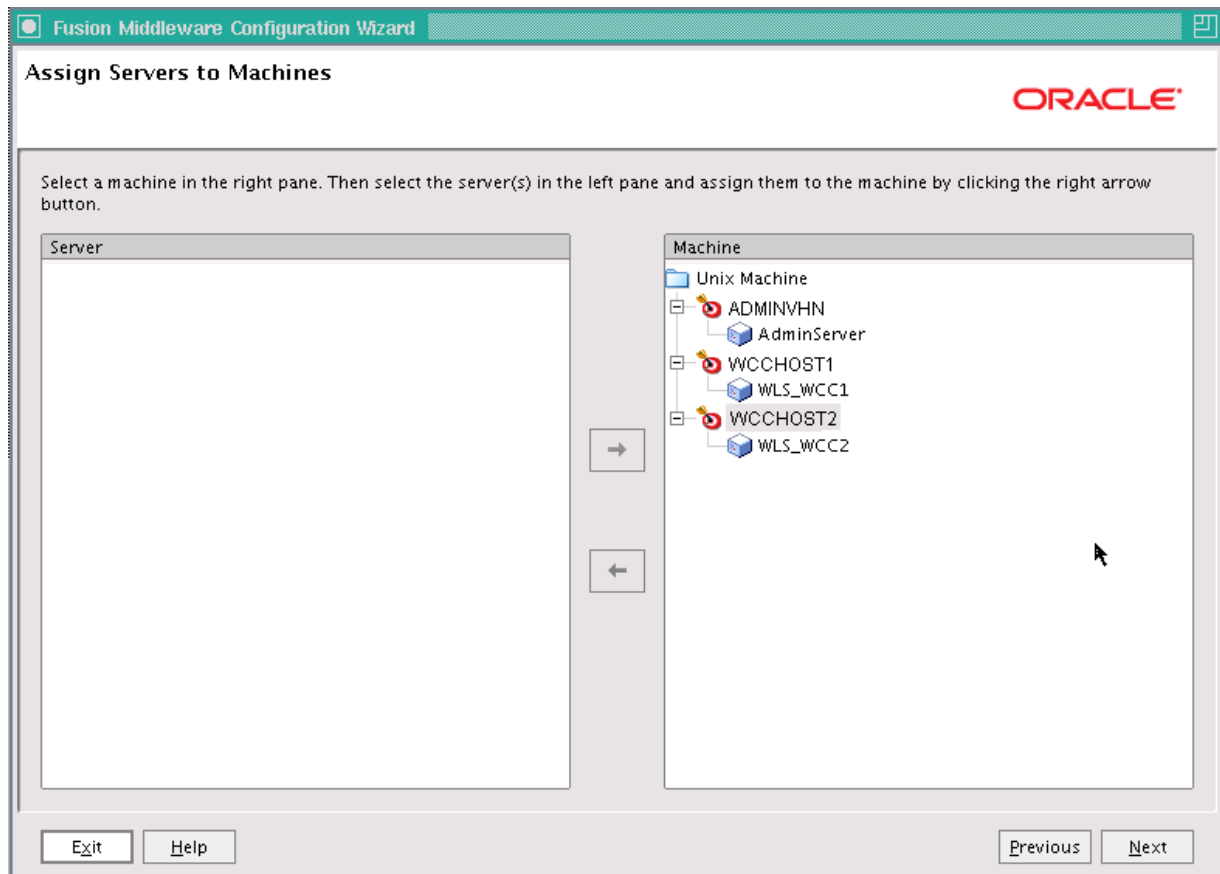 Fusion Middleware Configuration Wizard
Assign Servers to Machines
ORACLE
Select a machine in the right pane. Then select the server(s) in the left pane and assign them to the machine by clicking the right arrow
button.
Server
Machine
Unix Machine
ADMINVHN
AdminServer
WCCHOST1
WLS_WCC1
WCCHOST2
WLS_WCC2
Exit Help Previous Next